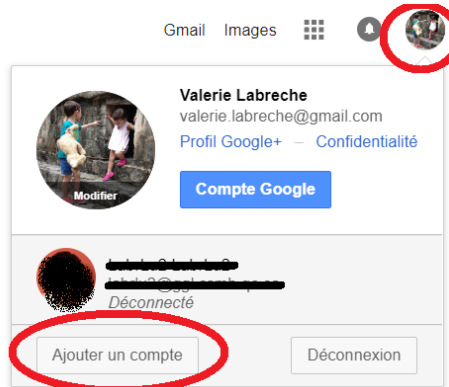 Gmail Images
Valerie Labreche
valerie.labreche@gmail.com
Profil Google+ – Confidentialité
Modifier
Compte Google
Déconnecté
Ajouter un compte
Déconnexion